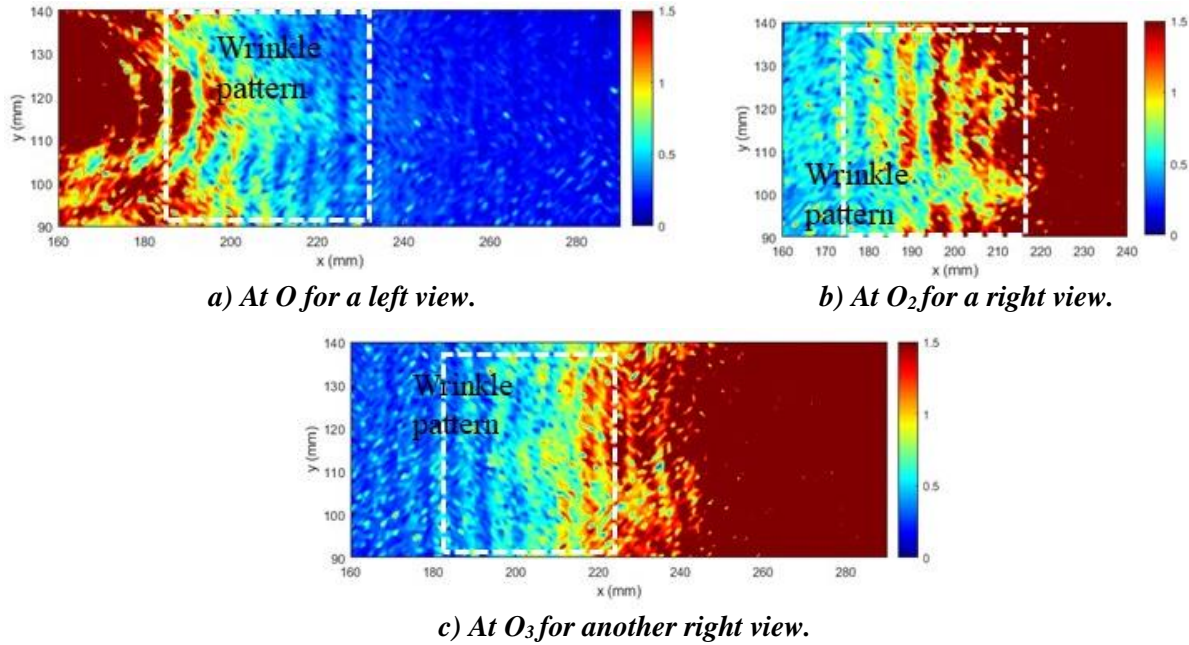 140
130
120
110
100
90
y (mm)
Wrinkle
pattern
160 180 200 220 240 260 280
x (mm)
1.5
1
0.5
0
a) At O for a left view.
140
130
120
110
100
90
y (mm)
Wrinkle
pattern
160 170 180 190 200 210 220 230 240
x (mm)
1.5
1
0.5
0
b) At O2 for a right view.
140
130
120
110
100
90
y (mm)
Wrinkle
pattern
160 180 200 220 240 260 280
x (mm)
1.5
1
0.5
0
c) At O3 for another right view.